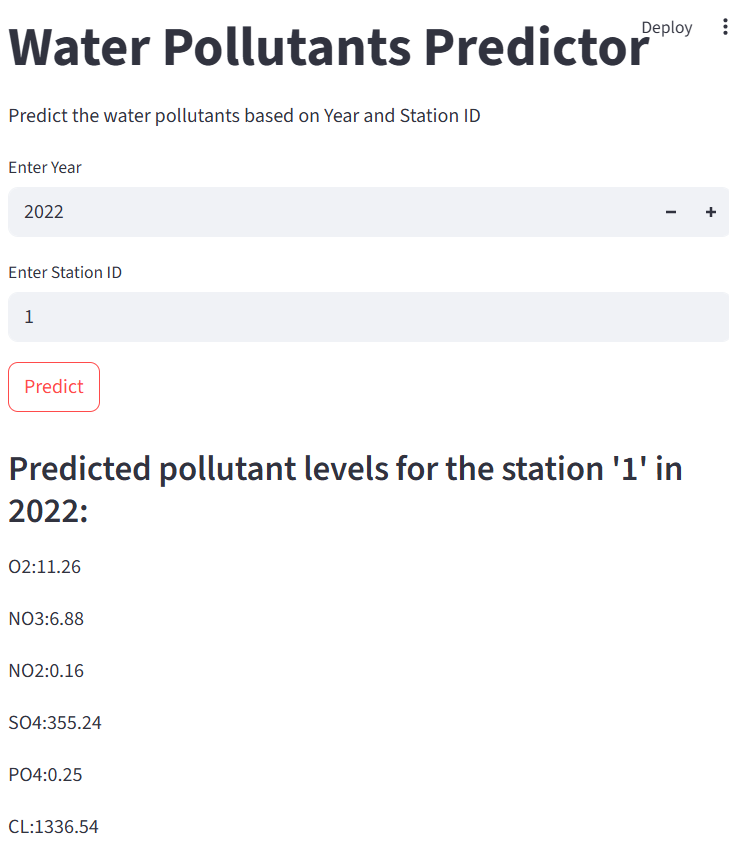 Deploy
Water Pollutants Predictor
Predict the water pollutants based on Year and Station ID
Enter Year
2022
Enter Station ID
1
Predict
Predicted pollutant levels for the station '1' in
2022:
O2:11.26
NO3:6.88
NO2:0.16
SO4:355.24
PO4:0.25
CL:1336.54